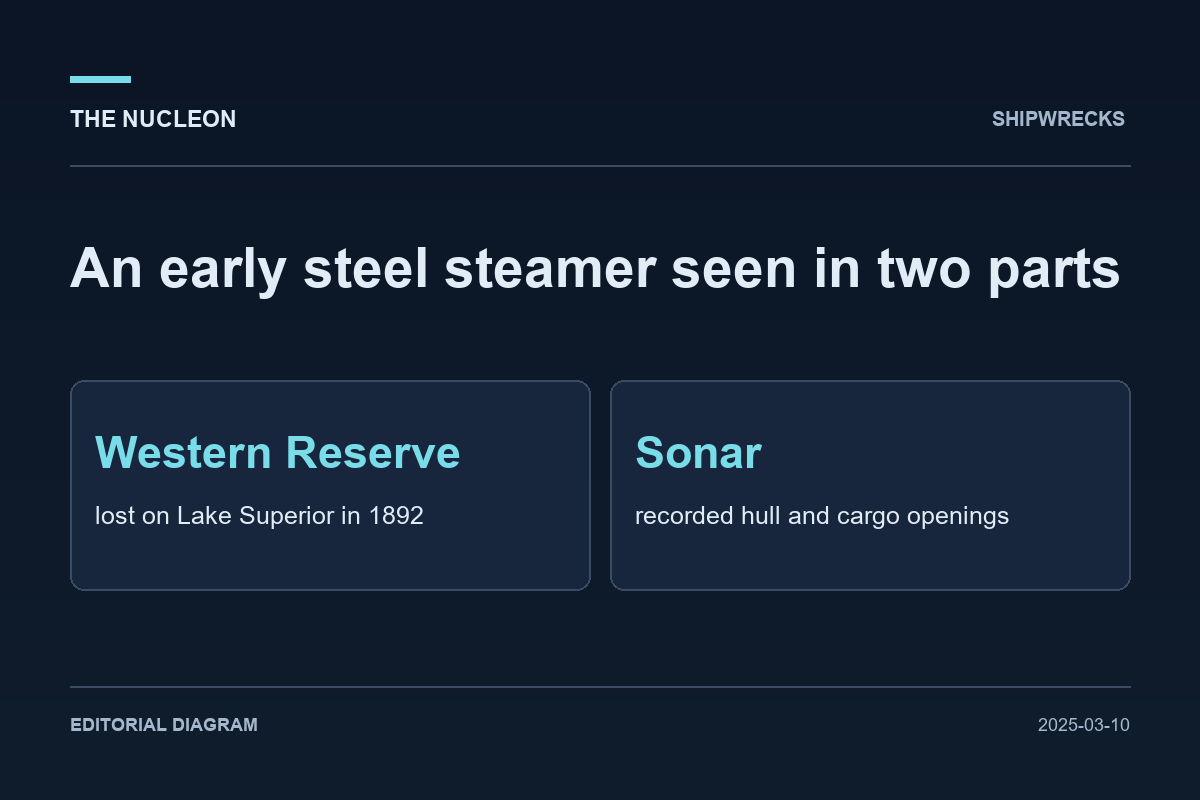 THE NUCLEON
SHIPWRECKS
An early steel steamer seen in two parts
Western Reserve
lost on Lake Superior in 1892
Sonar
recorded hull and cargo openings
EDITORIAL DIAGRAM
2025-03-10